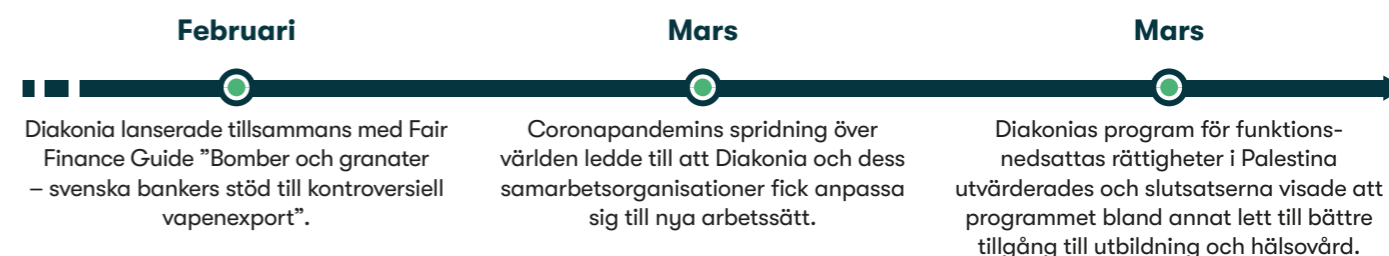 Februari
Diakonia lanserade tillsammans med Fair
Finance Guide ”Bomber och granater
– svenska bankers stöd till kontroversiell
vapenexport”.
Mars
Coronapandemins spridning över
världen ledde till att Diakonia och dess
samarbetsorganisationer fick anpassa
sig till nya arbetssätt.
Mars
Diakonias program för funktions-
nedsattas rättigheter i Palestina
utvärderades och slutsatserna visade att
programmet bland annat lett till bättre
tillgång till utbildning och hälsovård.